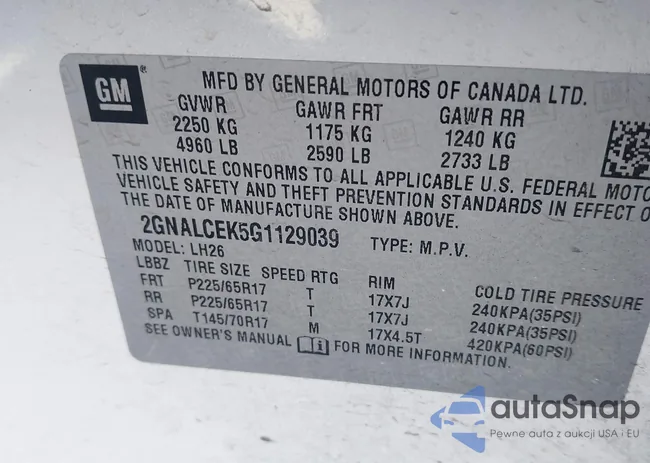 GM®
MFD BY GENERAL MOTORS OF CANADA LTD.
GVWR GAWR FRT GAWR RR
2250 KG 1175 KG 1240 KG
4960 LB 2590 LB 2733 LB
THIS VEHICLE CONFORMS TO ALL APPLICABLE U.S. FEDERAL MOTO
VEHICLE SAFETY AND THEFT PREVENTION STANDARDS IN EFFECT O
THE DATE OF MANUFACTURE SHOWN ABOVE.
2GNALCEK5G1129039 TYPE: M.P.V.
MODEL: LH26
LBBZ TIRE SIZE SPEED RTG RIM COLD TIRE PRESSURE
FRT P225/65R17 T 17X7J 240KPA(35PSI)
RR P225/65R17 T 17X7J 240KPA(35PSI)
SPA T145/70R17 M 17X4.5T 420KPA(60PSI)
SEE OWNER'S MANUAL FOR MORE INFORMATION.
autaSnap
Pewne auta z aukcji USA i EU